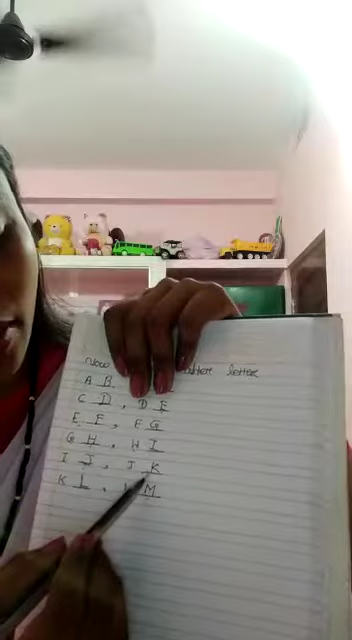 Now letter
A B
C D, D E
E F, F G
G H, H I
I J, J K
K L, M